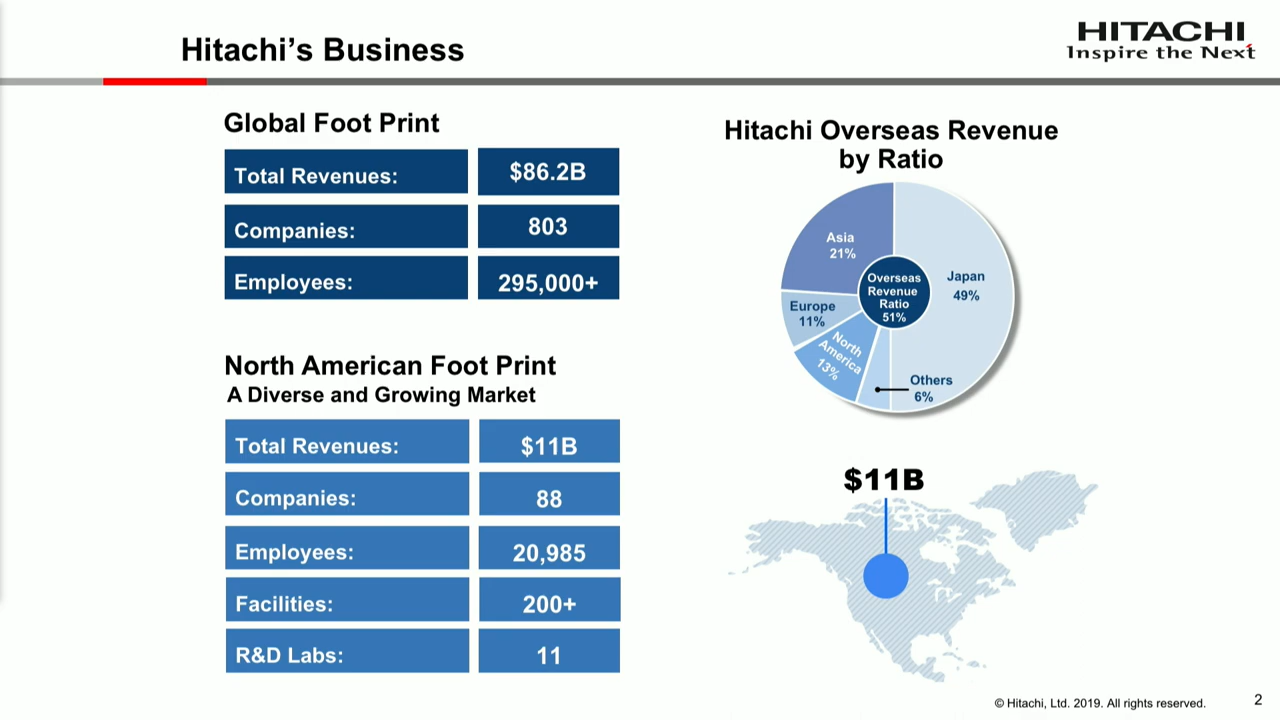 Hitachi’s Business
HITACHI
Inspire the Next
Global Foot Print
Total Revenues: $86.2B
Companies: 803
Employees: 295,000+
North American Foot Print
A Diverse and Growing Market
Total Revenues: $11B
Companies: 88
Employees: 20,985
Facilities: 200+
R&D Labs: 11
Hitachi Overseas Revenue
by Ratio
Asia
21%
Europe
11%
North
America
13%
Overseas
Revenue
Ratio
51%
Japan
49%
Others
6%
$11B
© Hitachi, Ltd. 2019. All rights reserved.
2